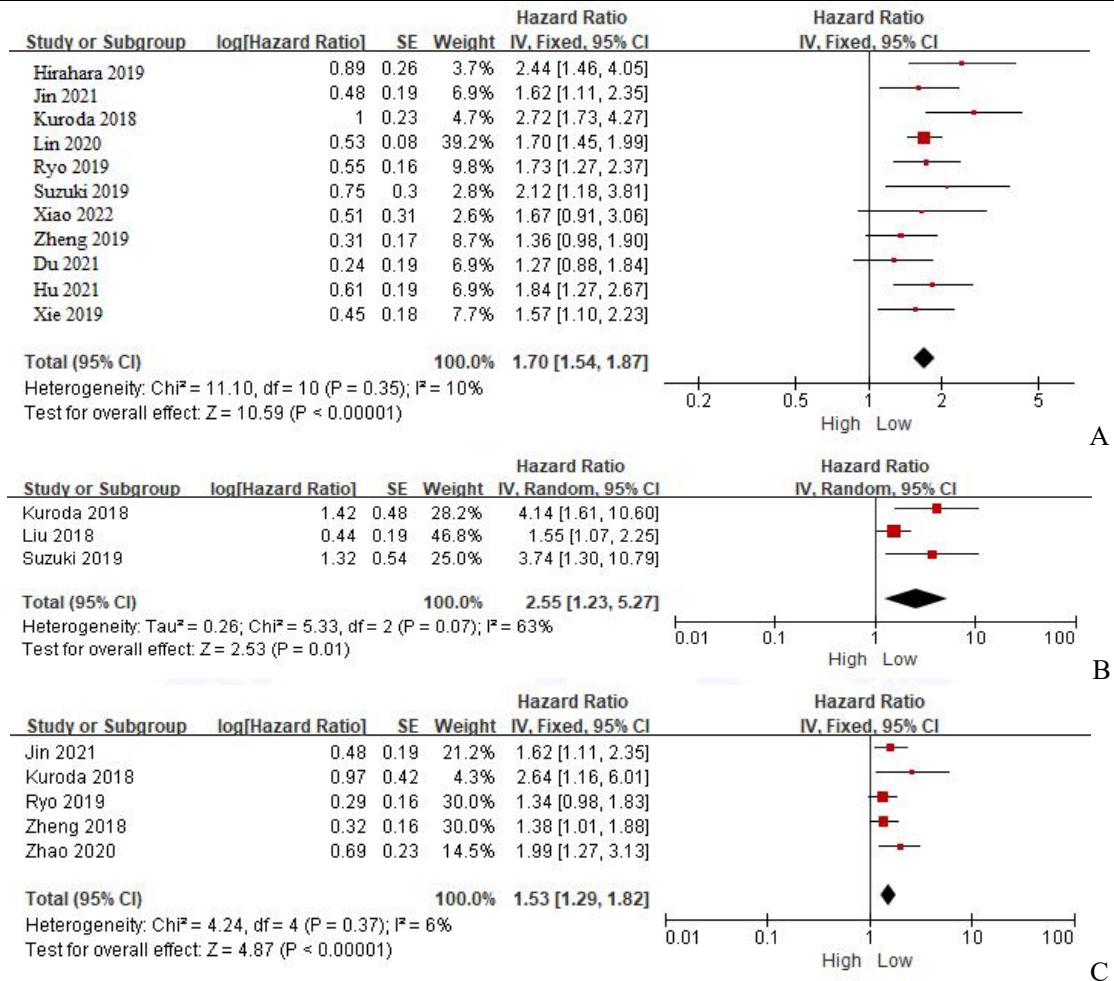 Hazard Ratio Hazard Ratio
Study or Subgroup log[Hazard Ratio] SE Weight IV, Fixed, 95% CI IV, Fixed, 95% CI
Hirahara 2019 0.89 0.26 3.7% 2.44 [1.46, 4.05]
Jin 2021 0.48 0.19 6.9% 1.62 [1.11, 2.35]
Kuroda 2018 1 0.23 4.7% 2.72 [1.73, 4.27]
Lin 2020 0.53 0.08 39.2% 1.70 [1.45, 1.99]
Ryo 2019 0.55 0.16 9.8% 1.73 [1.27, 2.37]
Suzuki 2019 0.75 0.3 2.8% 2.12 [1.18, 3.81]
Xiao 2022 0.51 0.31 2.6% 1.67 [0.91, 3.06]
Zheng 2019 0.31 0.17 8.7% 1.36 [0.98, 1.90]
Du 2021 0.24 0.19 6.9% 1.27 [0.88, 1.84]
Hu 2021 0.61 0.19 6.9% 1.84 [1.27, 2.67]
Xie 2019 0.45 0.18 7.7% 1.57 [1.10, 2.23]
Total (95% CI) 100.0% 1.70 [1.54, 1.87]
Heterogeneity: Chi² = 11.10, df = 10 (P = 0.35); I² = 10%
Test for overall effect: Z = 10.59 (P < 0.00001)
0.2 0.5 1 2 5
High Low
A
Hazard Ratio Hazard Ratio
Study or Subgroup log[Hazard Ratio] SE Weight IV, Random, 95% CI IV, Random, 95% CI
Kuroda 2018 1.42 0.48 28.2% 4.14 [1.61, 10.60]
Liu 2018 0.44 0.19 46.8% 1.55 [1.07, 2.25]
Suzuki 2019 1.32 0.54 25.0% 3.74 [1.30, 10.79]
Total (95% CI) 100.0% 2.55 [1.23, 5.27]
Heterogeneity: Tau² = 0.26; Chi² = 5.33, df = 2 (P = 0.07); I² = 63%
Test for overall effect: Z = 2.53 (P = 0.01)
0.01 0.1 1 10 100
High Low
B
Hazard Ratio Hazard Ratio
Study or Subgroup log[Hazard Ratio] SE Weight IV, Fixed, 95% CI IV, Fixed, 95% CI
Jin 2021 0.48 0.19 21.2% 1.62 [1.11, 2.35]
Kuroda 2018 0.97 0.42 4.3% 2.64 [1.16, 6.01]
Ryo 2019 0.29 0.16 30.0% 1.34 [0.98, 1.83]
Zheng 2018 0.32 0.16 30.0% 1.38 [1.01, 1.88]
Zhao 2020 0.69 0.23 14.5% 1.99 [1.27, 3.13]
Total (95% CI) 100.0% 1.53 [1.29, 1.82]
Heterogeneity: Chi² = 4.24, df = 4 (P = 0.37); I² = 6%
Test for overall effect: Z = 4.87 (P < 0.00001)
0.01 0.1 1 10 100
High Low
C